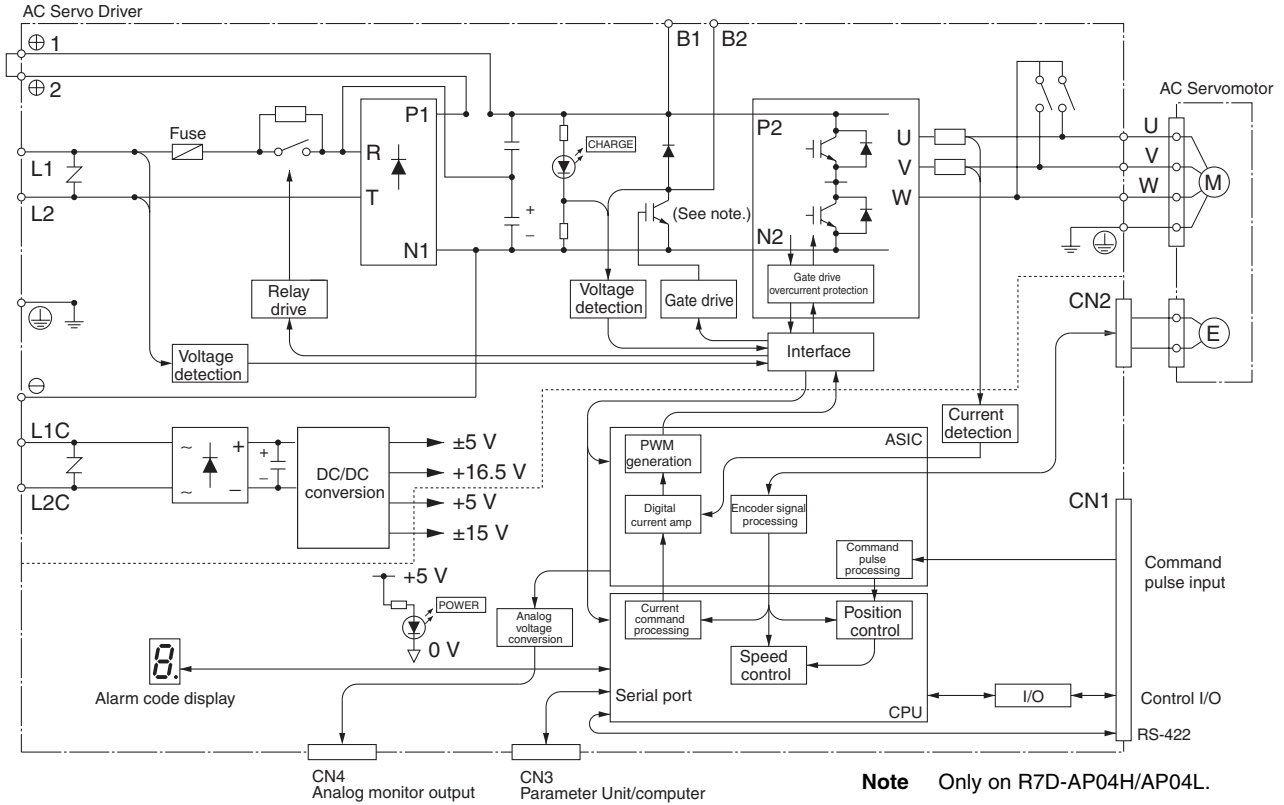 AC Servo Driver
⊕ 1
⊕ 2
B1 B2
AC Servomotor
Fuse
P1
R
T
N1
L1
L2
CHARGE
+
−
(See note.)
P2
N2
U
V
W
U
V
W
M
Relay
drive
Voltage
detection
Gate drive
Gate drive
overcurrent protection
Interface
Voltage
detection
CN2
E
⊖
L1C
L2C
~
~
+
−
+
−
DC/DC
conversion
±5 V
+16.5 V
+5 V
±15 V
Current
detection
ASIC
PWM
generation
Digital
current amp
Encoder signal
processing
Command
pulse
processing
CN1
Command
pulse input
+5 V
POWER
0 V
Analog
voltage
conversion
Current
command
processing
Position
control
Speed
control
8.
Alarm code display
Serial port
CPU
I/O
Control I/O
RS-422
CN4
Analog monitor output
CN3
Parameter Unit/computer
Note Only on R7D-AP04H/AP04L.